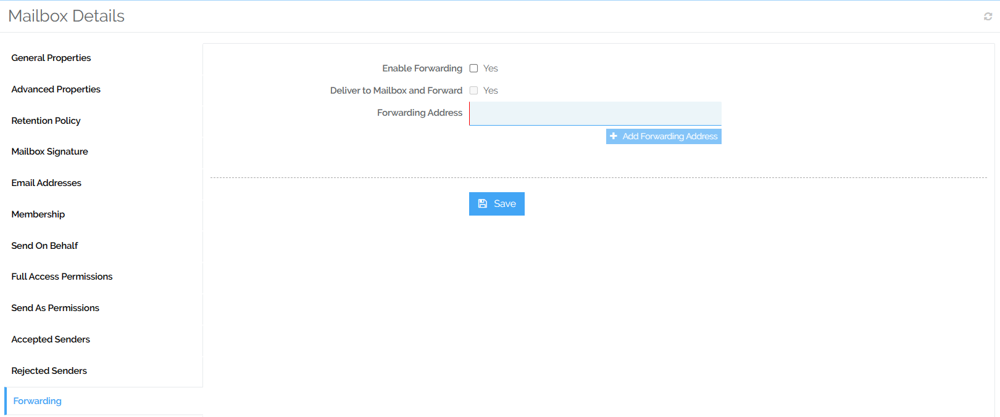 Mailbox Details
General Properties
Advanced Properties
Retention Policy
Mailbox Signature
Email Addresses
Membership
Send On Behalf
Full Access Permissions
Send As Permissions
Accepted Senders
Rejected Senders
Forwarding
Enable Forwarding Yes
Deliver to Mailbox and Forward Yes
Forwarding Address
Add Forwarding Address
Save